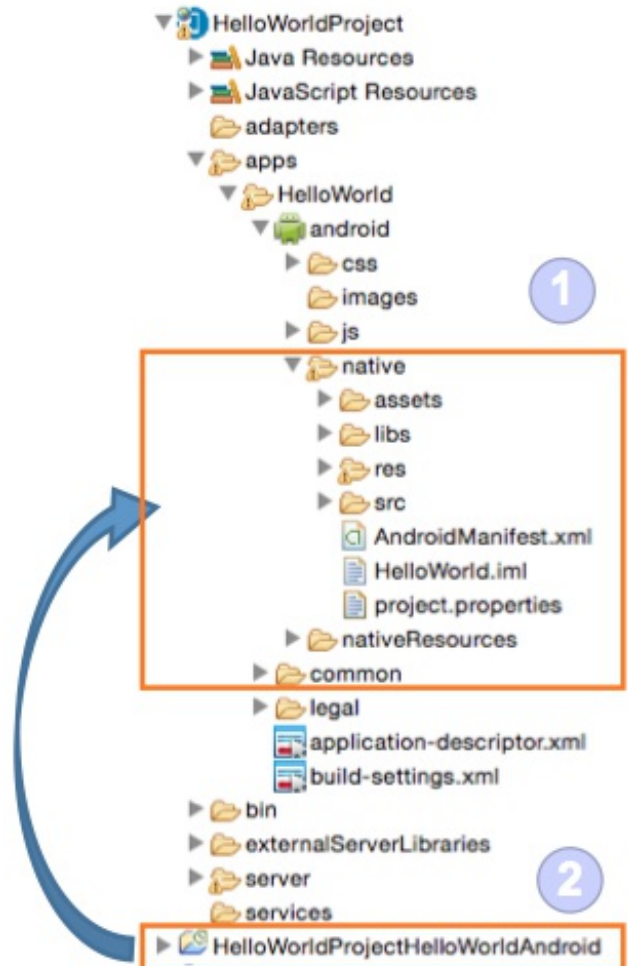 HelloWorldProject
Java Resources
JavaScript Resources
adapters
apps
HelloWorld
android
css
images
1
js
native
assets
libs
res
src
AndroidManifest.xml
HelloWorld.iml
project.properties
nativeResources
common
legal
application-descriptor.xml
build-settings.xml
bin
externalServerLibraries
server
2
services
HelloWorldProjectHelloWorldAndroid